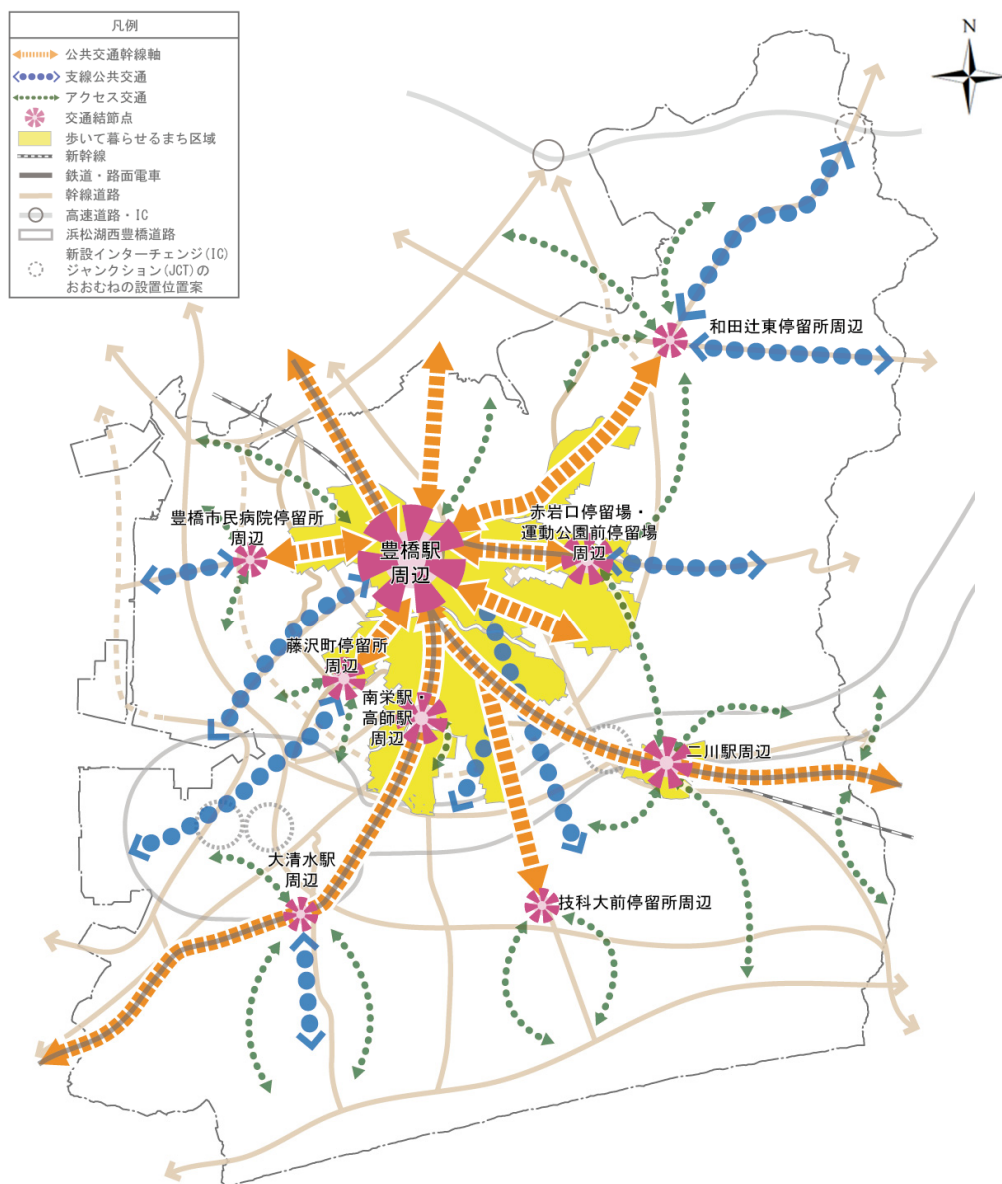 凡例
公共交通幹線軸
支線公共交通
アクセス交通
交通結節点
歩いて暮らせるまち区域
新幹線
鉄道・路面電車
幹線道路
高速道路・IC
浜松湖西豊橋道路
新設インターチェンジ(IC)
ジャンクション(JCT)の
おおむねの設置位置案
N
和田辻東停留所周辺
赤岩口停留場・
運動公園前停留場
周辺
豊橋市民病院停留所
周辺
豊橋駅
周辺
藤沢町停留所
周辺
南栄駅・
高師駅
周辺
二川駅周辺
大清水駅
周辺
技科大前停留所周辺